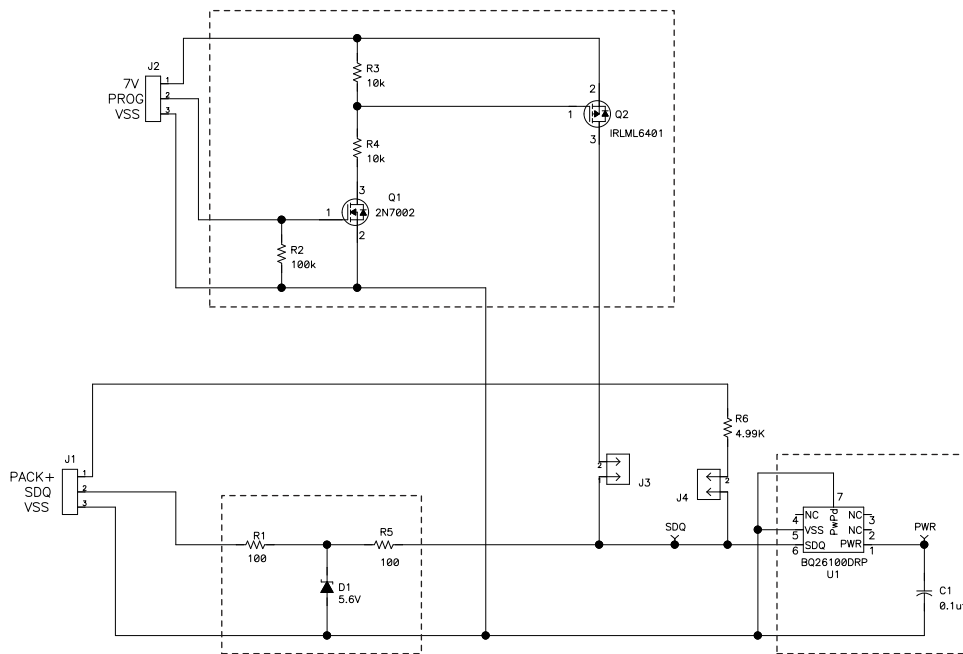 J2
7V 1
PROG 2
VSS 3
R3
10k
R4
10k
Q1
2N7002
3
1
2
R2
100k
2
1
Q2
IRLML6401
3
J1
PACK+ 1
SDQ 2
VSS 3
R6
4.99K
2
J3
2
J4
SDQ
R1
100
R5
100
D1
5.6V
7
PwPd
4 NC NC 3
5 VSS NC 2
6 SDQ PWR 1
BQ26100DRP
U1
PWR
C1